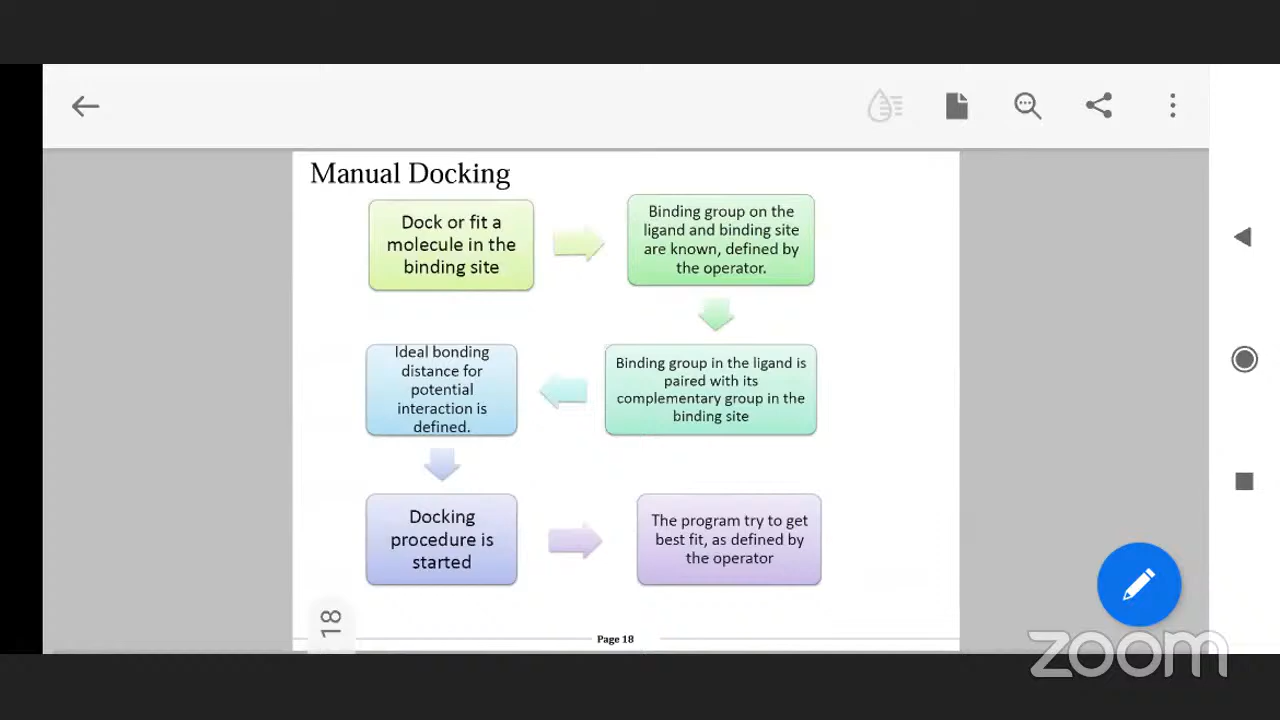 Manual Docking
Dock or fit a
molecule in the
binding site
Binding group on the
ligand and binding site
are known, defined by
the operator.
Binding group in the ligand is
paired with its
complementary group in the
binding site
Ideal bonding
distance for
potential
interaction is
defined.
Docking
procedure is
started
The program try to get
best fit, as defined by
the operator
18
Page 18
zoom